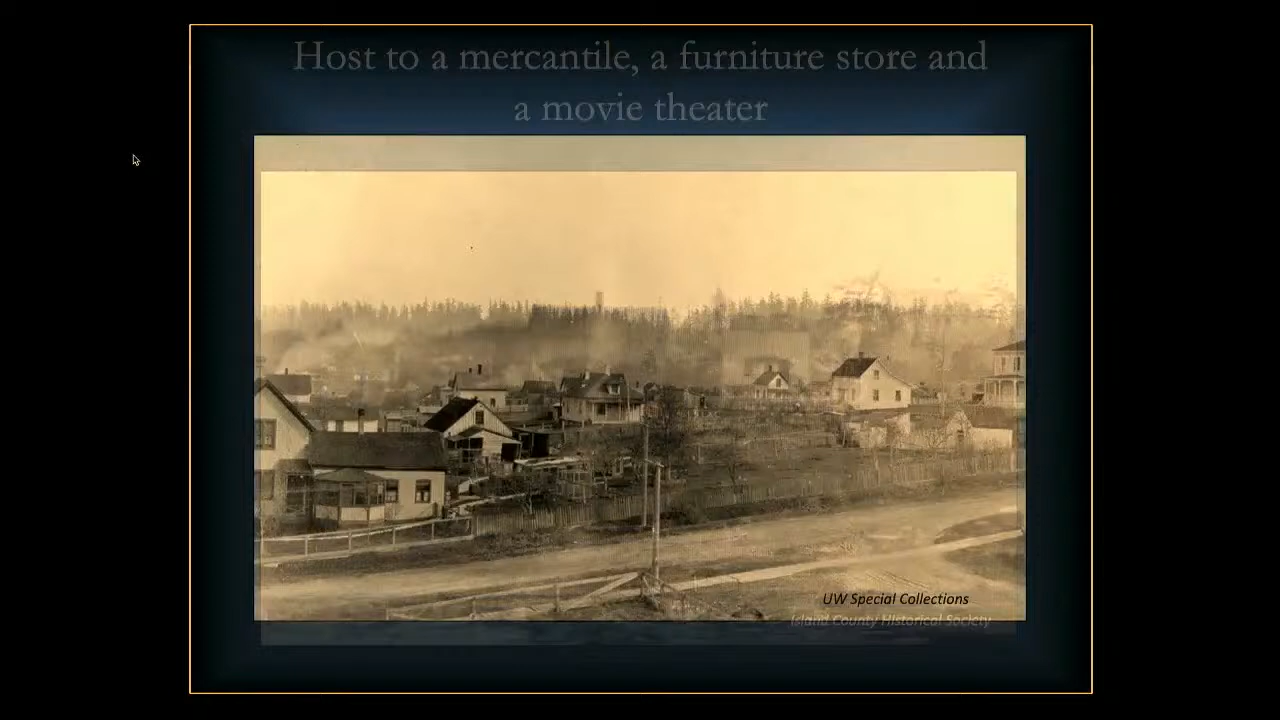 Host to a mercantile, a furniture store and
a movie theater
UW Special Collections
Island County Historical Society